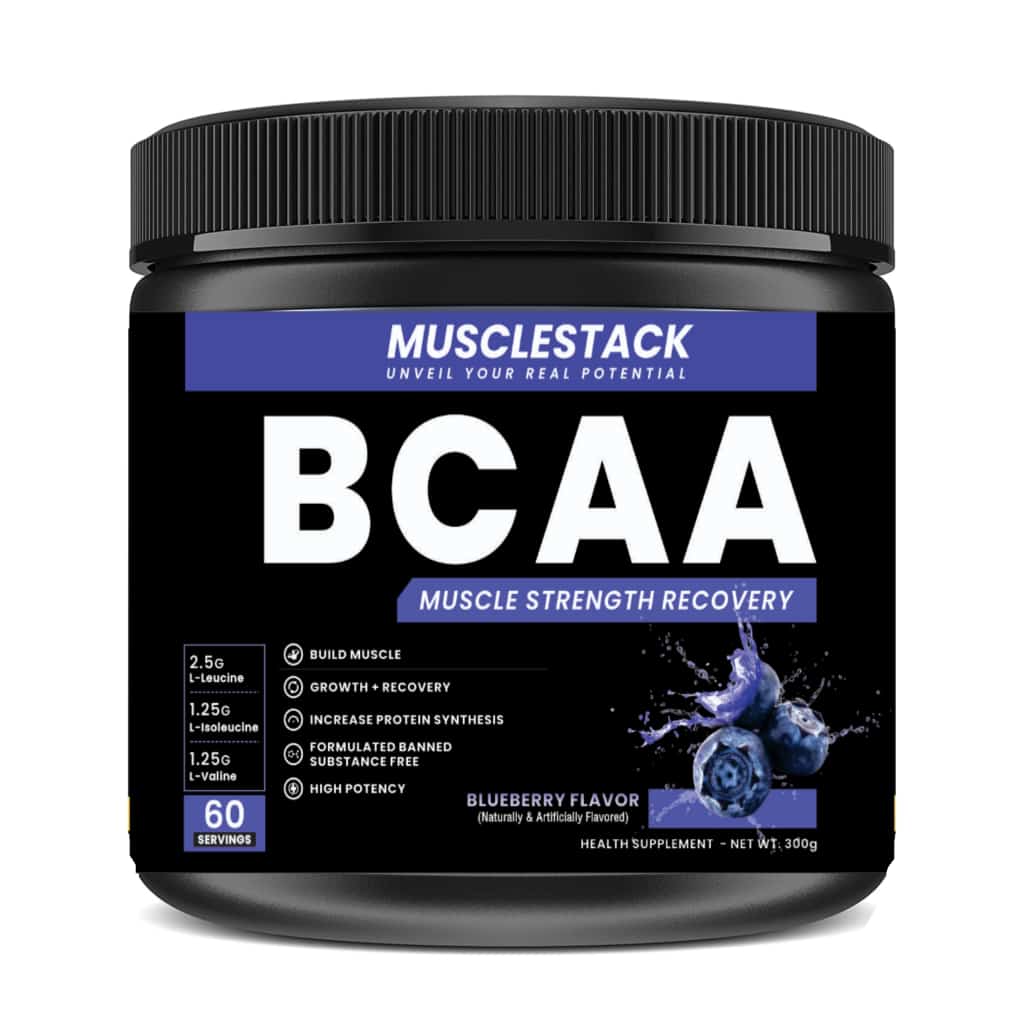 MUSCLESTACK
UNVEIL YOUR REAL POTENTIAL
BCAA
MUSCLE STRENGTH RECOVERY
2.5G
L-Leucine
1.25G
L-Isoleucine
1.25G
L-Valine
60
SERVINGS
BUILD MUSCLE
GROWTH + RECOVERY
INCREASE PROTEIN SYNTHESIS
FORMULATED BANNED
SUBSTANCE FREE
HIGH POTENCY
BLUEBERRY FLAVOR
(Naturally & Artificially Flavored)
HEALTH SUPPLEMENT - NET WT. 300g